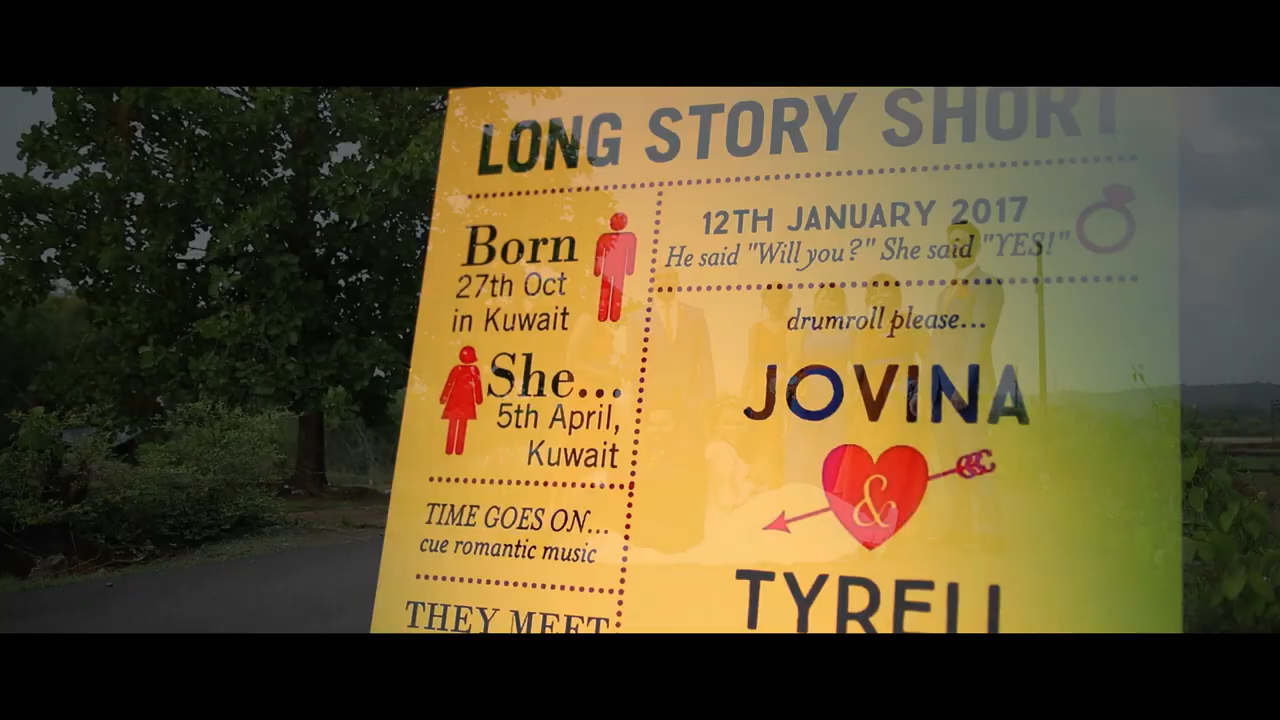 LONG STORY SHORT
Born
27th Oct
in Kuwait
She...
5th April,
Kuwait
TIME GOES ON...
cue romantic music
THEY MEET
12TH JANUARY 2017
He said "Will you?" She said "YES!"
drumroll please...
JOVINA
&
TYRELL